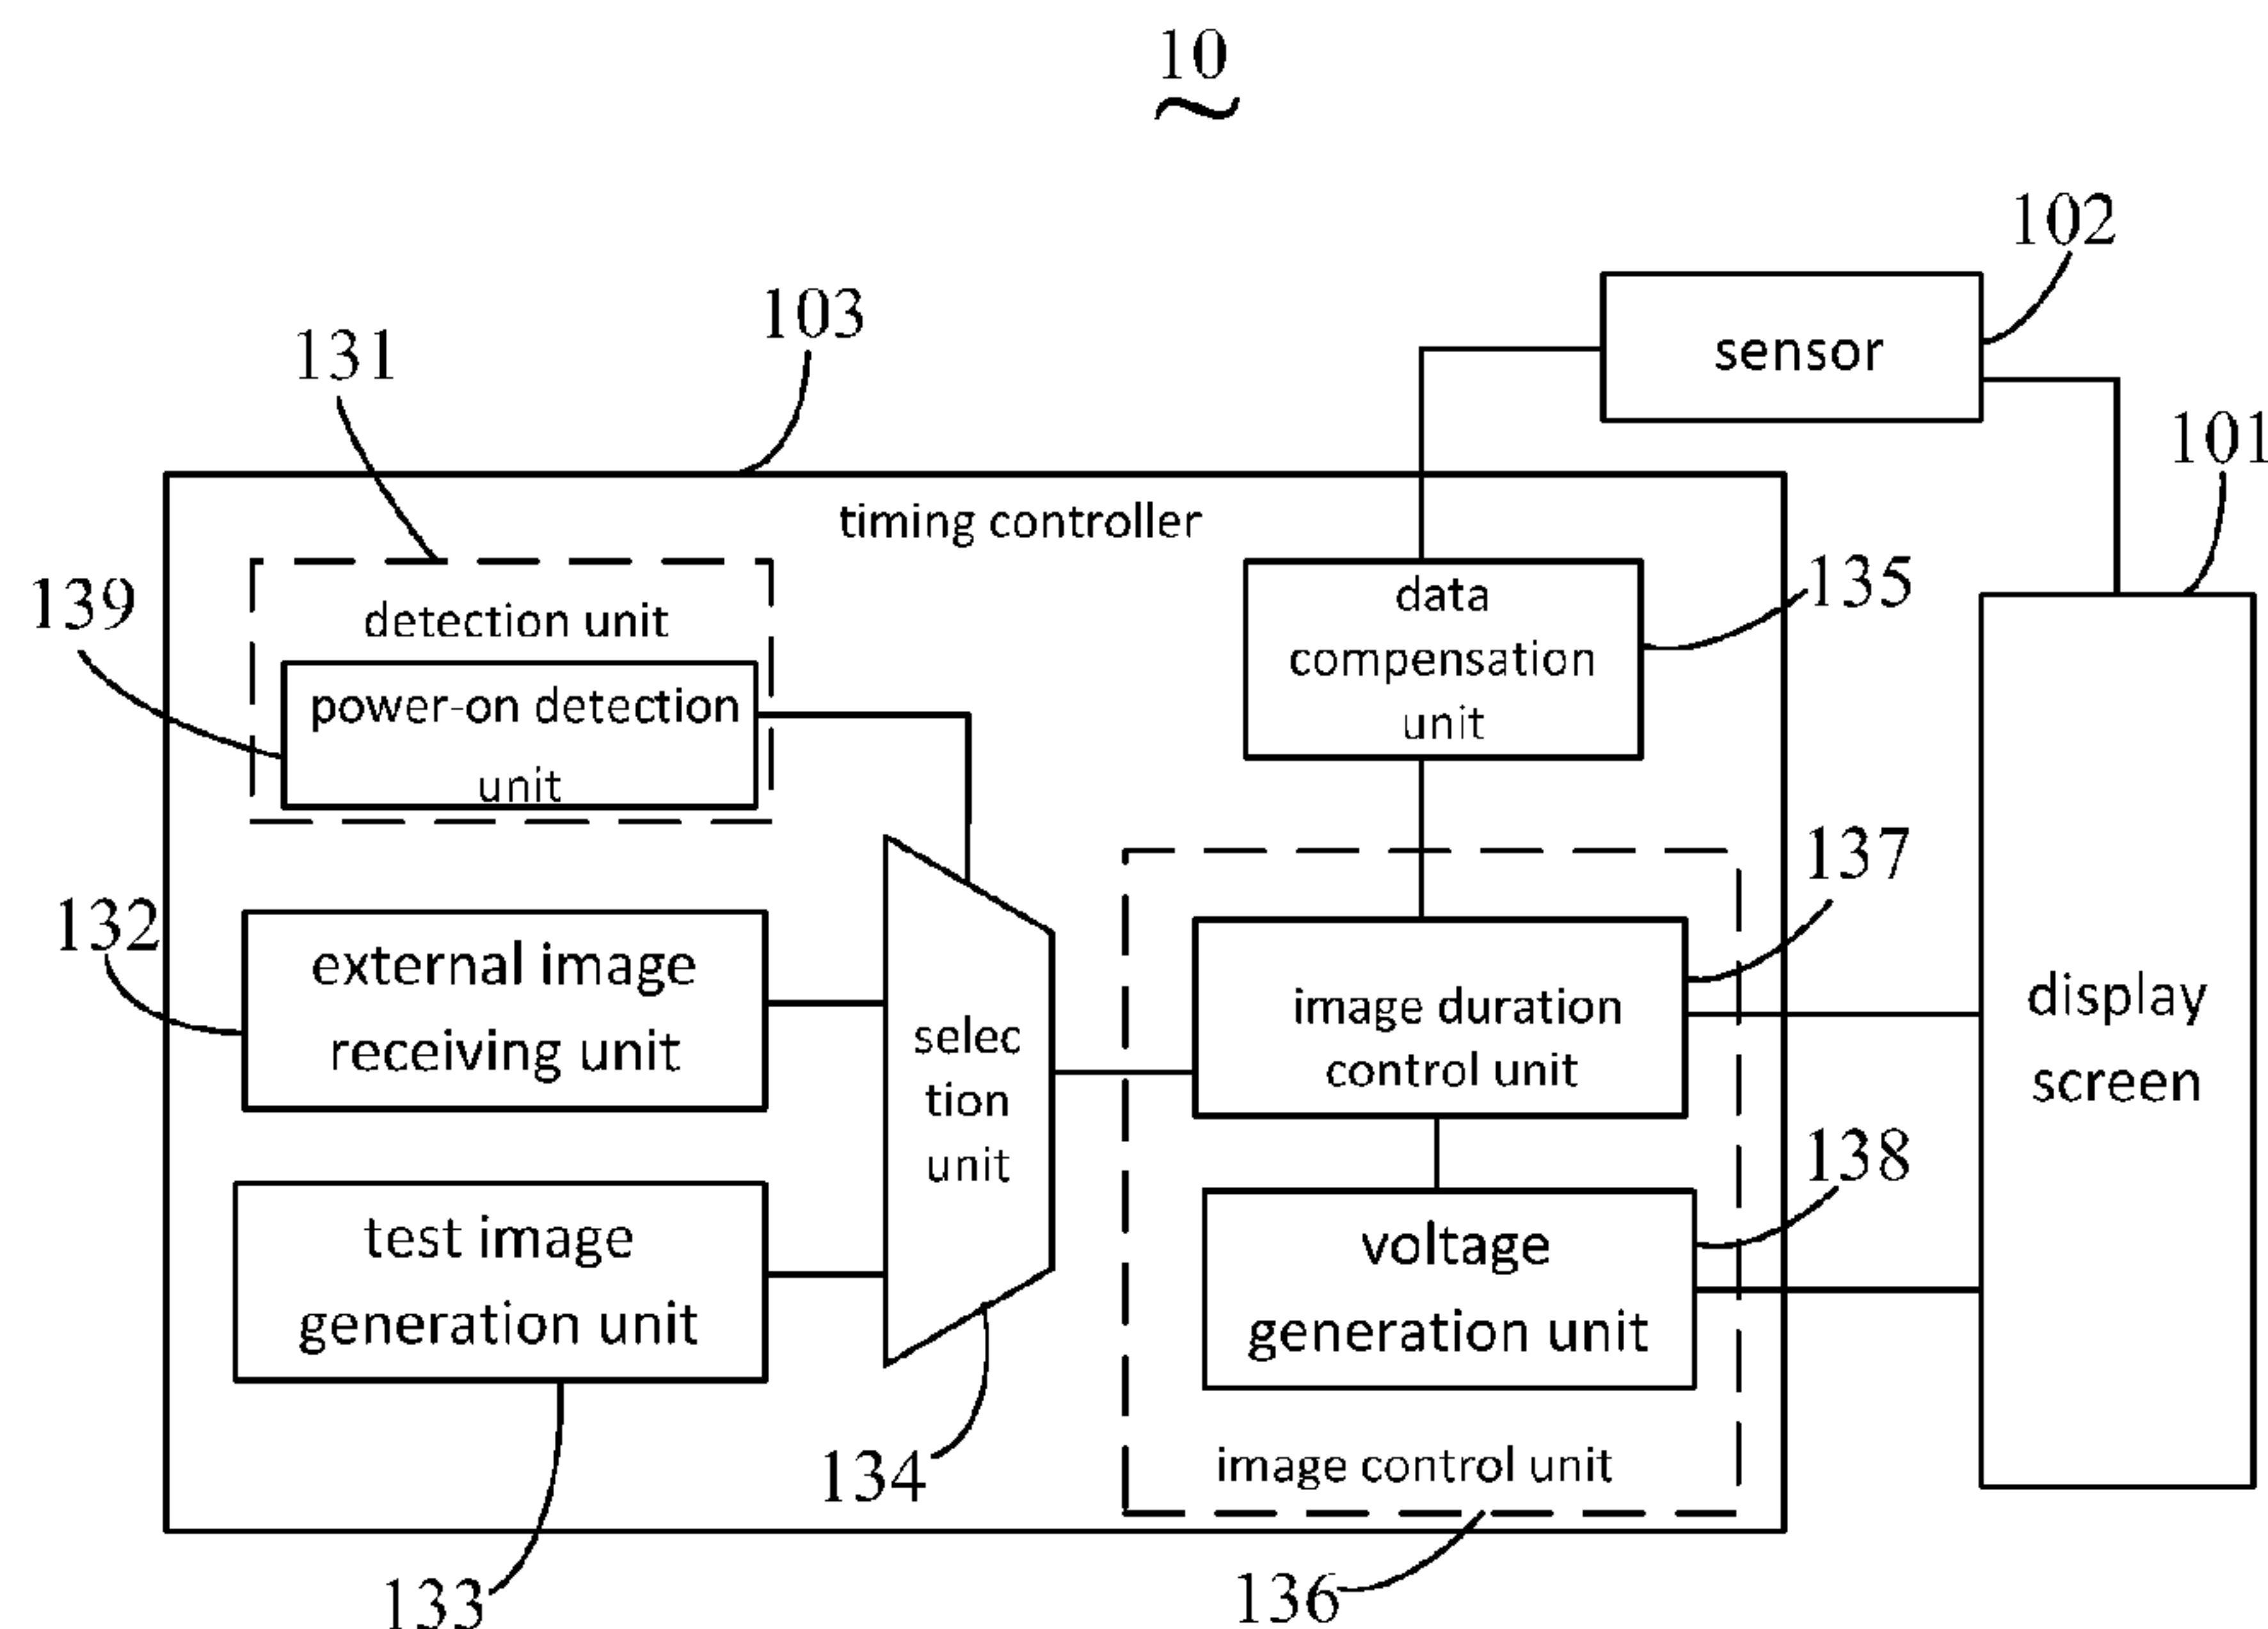 10
102
103
131
sensor
101
timing controller
135
139
detection unit
data
compensation
unit
power-on detection
unit
137
132
external image
receiving unit
selec
tion
unit
image duration
control unit
display
screen
138
test image
generation unit
voltage
generation unit
134
image control unit
133
136